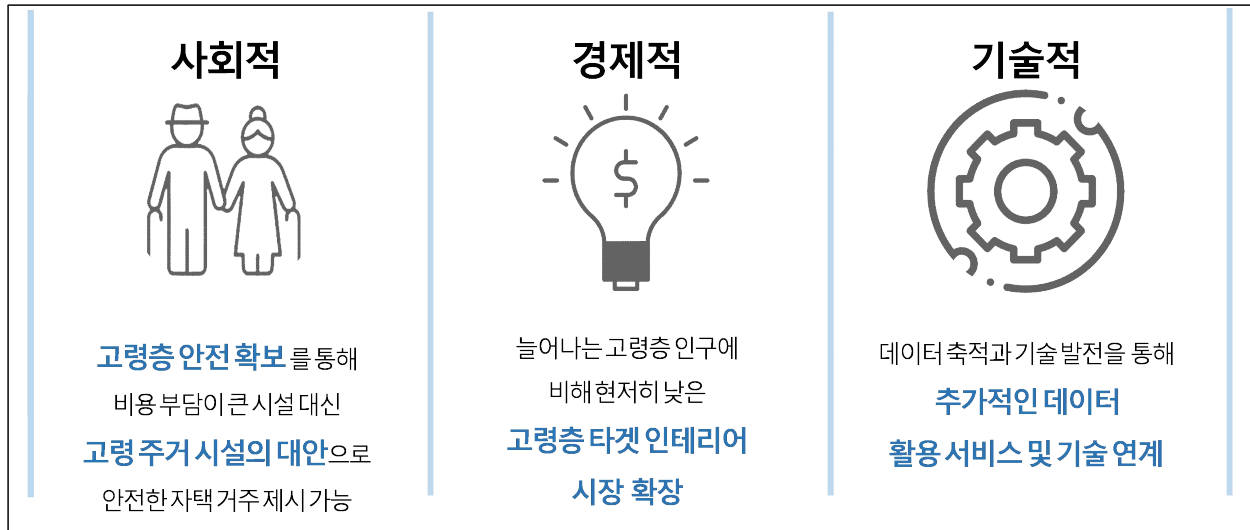 사회적
고령층 안전 확보 를 통해
비용 부담이 큰 시설 대신
고령 주거 시설의 대안으로
안전한 자택 거주 제시 가능
경제적
$
늘어나는 고령층 인구에
비해 현저히 낮은
고령층 타겟 인테리어
시장 확장
기술적
데이터 축적과 기술 발전을 통해
추가적인 데이터
활용 서비스 및 기술 연계